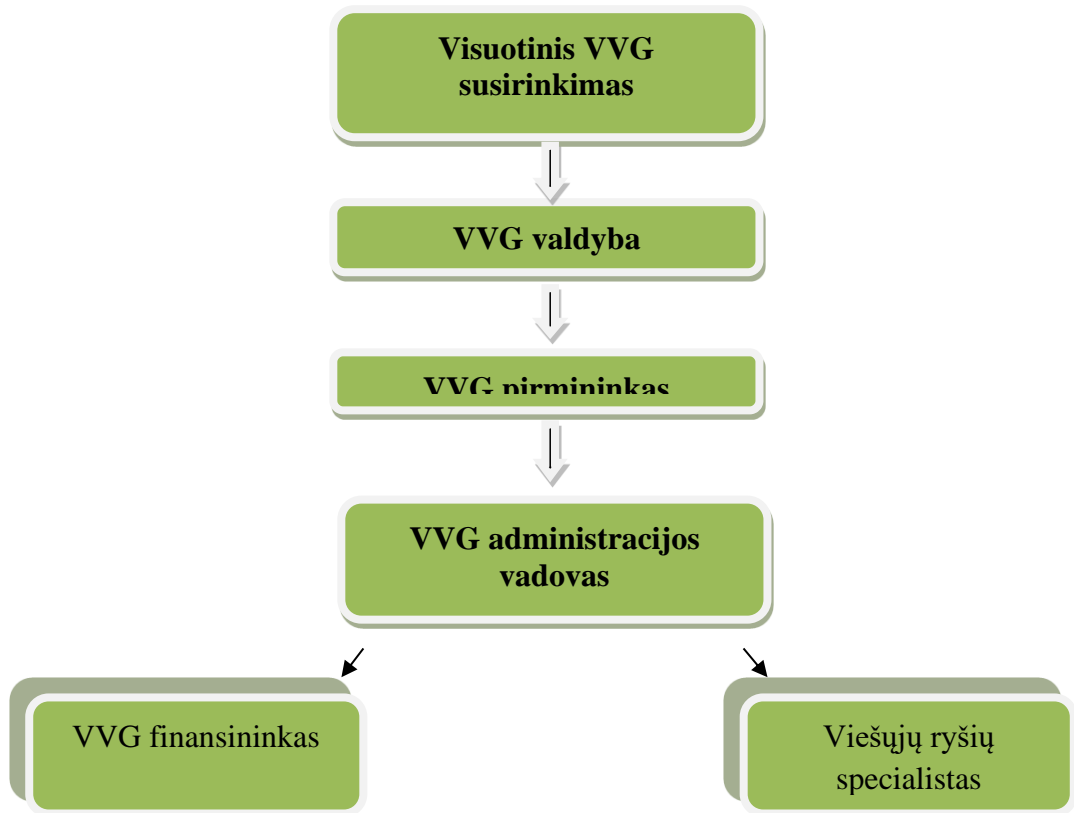 Visuotinis VVG
susirinkimas
VVG valdyba
VVG pirmininkas
VVG administracijos
vadovas
VVG finansininkas
Viešųjų ryšių
specialistas